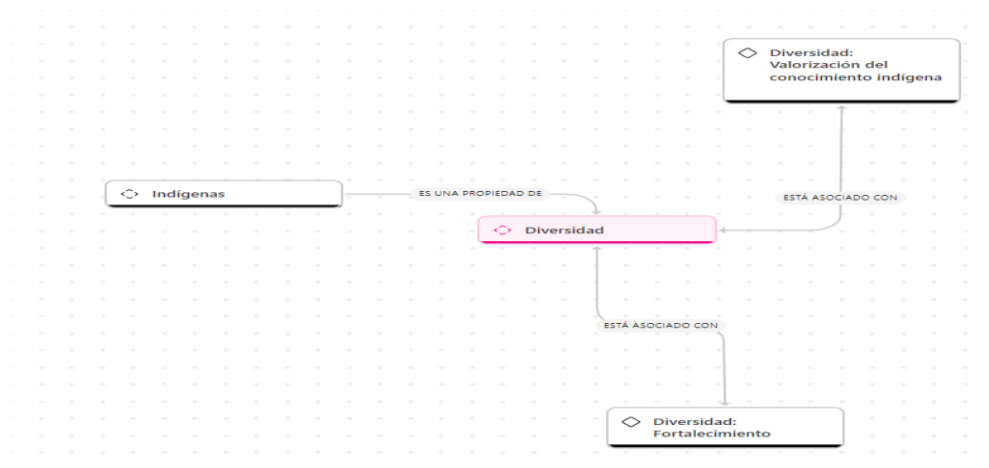 Diversidad:
Valorización del
conocimiento indígena
Indígenas
ES UNA PROPIEDAD DE
ESTÁ ASOCIADO CON
Diversidad
ESTÁ ASOCIADO CON
Diversidad:
Fortalecimiento